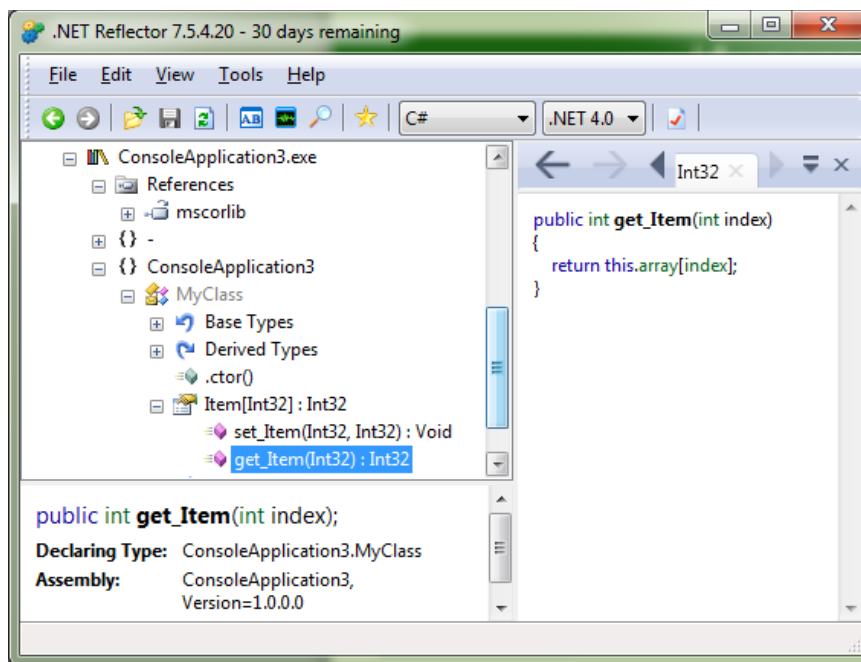 .NET Reflector 7.5.4.20 - 30 days remaining
File Edit View Tools Help
C# .NET 4.0
ConsoleApplication3.exe
References
mscorlib
{} -
{} ConsoleApplication3
MyClass
Base Types
Derived Types
.ctor()
Item[Int32] : Int32
set_Item(Int32, Int32) : Void
get_Item(Int32) : Int32
public int get_Item(int index);
Declaring Type: ConsoleApplication3.MyClass
Assembly: ConsoleApplication3,
Version=1.0.0.0
Int32
public int get_Item(int index)
{
return this.array[index];
}